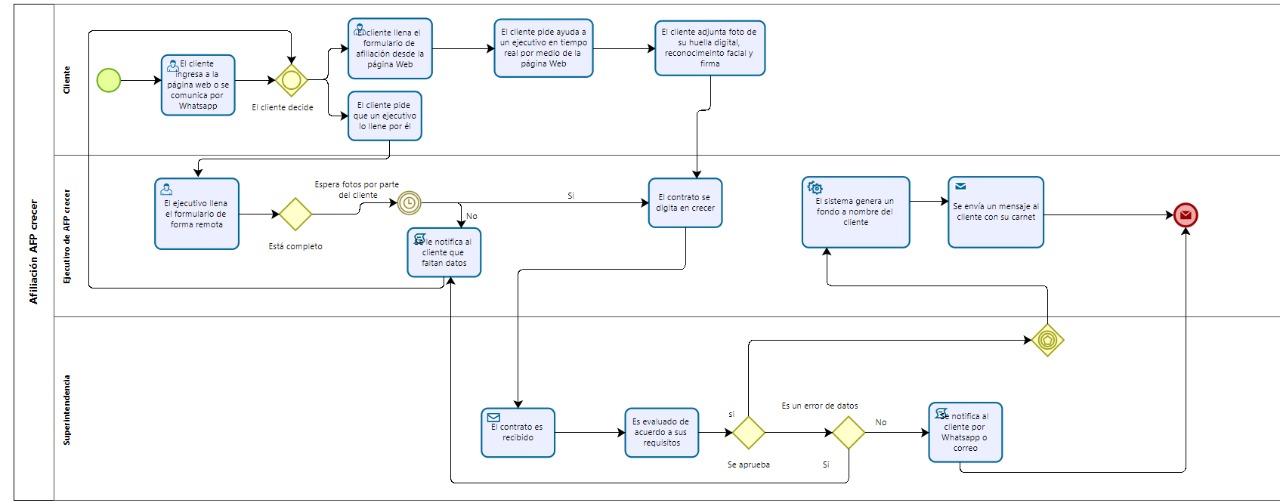 Afiliación AFP crecer
Cliente
El cliente
ingresa a la
página web o se
comunica por
Whatsapp
El cliente decide
cliente llena el
formulario de
afiliación desde la
página Web
El cliente pide
que un ejecutivo
lo llene por él
El cliente pide ayuda a
un ejecutivo en tiempo
real por medio de la
página Web
El cliente adjunta foto de
su huella digital,
reconocimeinto facial y
firma
Ejecutivo de AFP crecer
El ejecutivo llena
el formulario de
forma remota
Está completo
Espera fotos por parte
del cliente
Si
No
Se le notifica al
cliente que
faltan datos
El contrato se
digita en crecer
El sistema genera un
fondo a nombre del
cliente
Se envía un mensaje al
cliente con su carnet
Superintendencia
El contrato es
recibido
Es evaluado de
acuerdo a sus
requisitos
si
Se aprueba
Es un error de datos
No
Sí
Se notifica al
cliente por
Whatsapp o
correo